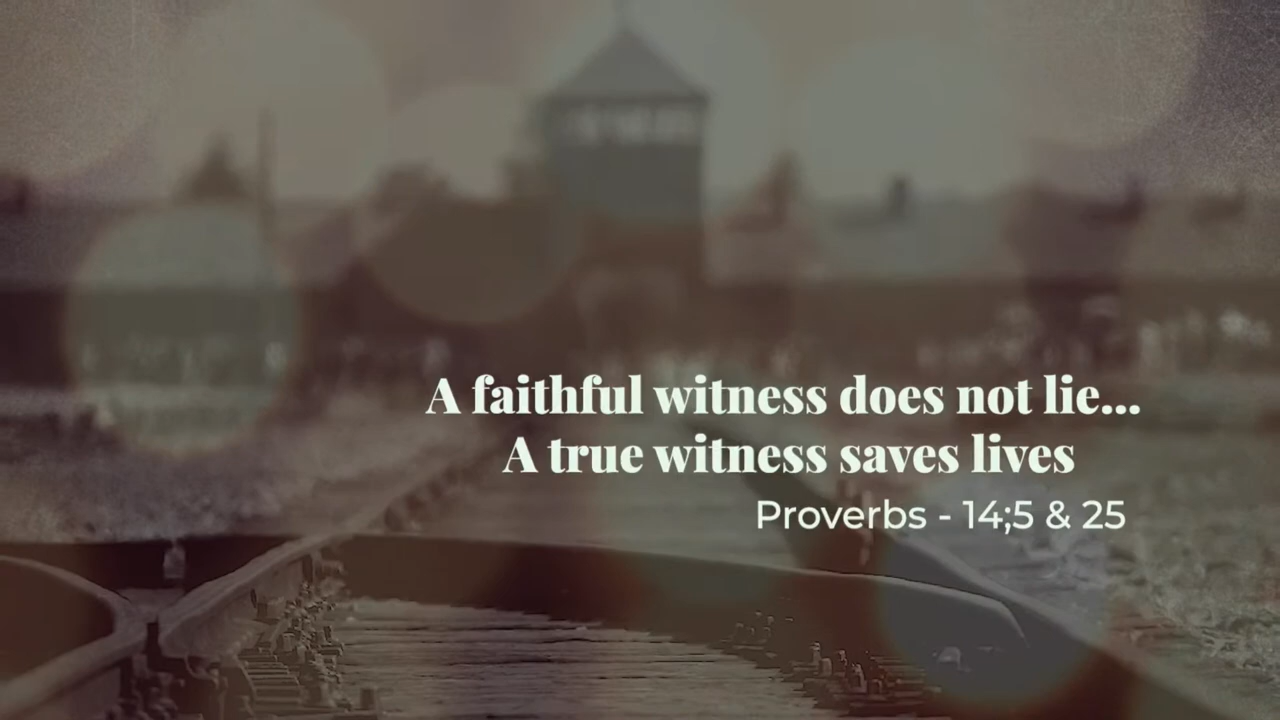 A faithful witness does not lie...
A true witness saves lives
Proverbs - 14;5 & 25